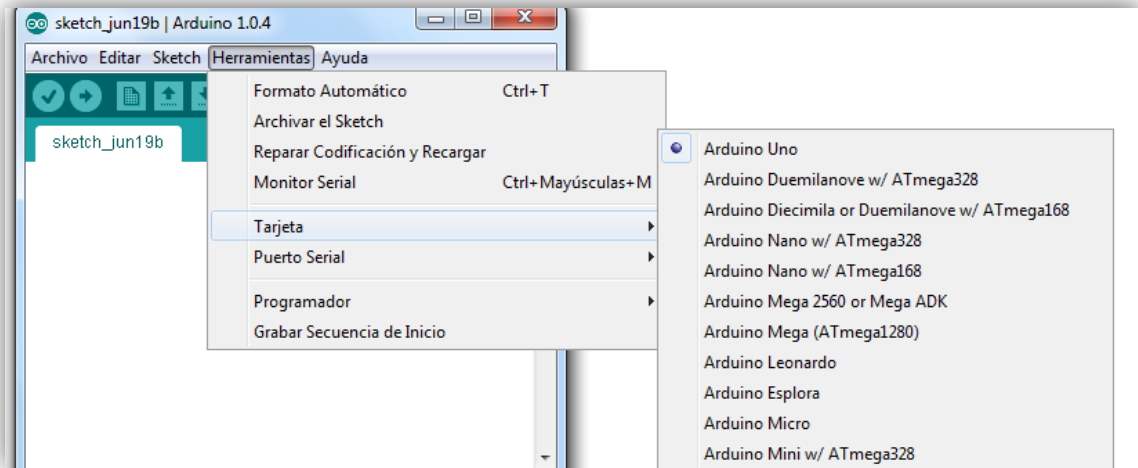 sketch_jun19b | Arduino 1.0.4
Archivo Editar Sketch Herramientas Ayuda
sketch_jun19b
Formato Automático Ctrl+T
Archivar el Sketch
Reparar Codificación y Recargar
Monitor Serial Ctrl+Mayúsculas+M
Tarjeta
Puerto Serial
Programador
Grabar Secuencia de Inicio
Arduino Uno
Arduino Duemilanove w/ ATmega328
Arduino Diecimila or Duemilanove w/ ATmega168
Arduino Nano w/ ATmega328
Arduino Nano w/ ATmega168
Arduino Mega 2560 or Mega ADK
Arduino Mega (ATmega1280)
Arduino Leonardo
Arduino Esplora
Arduino Micro
Arduino Mini w/ ATmega328